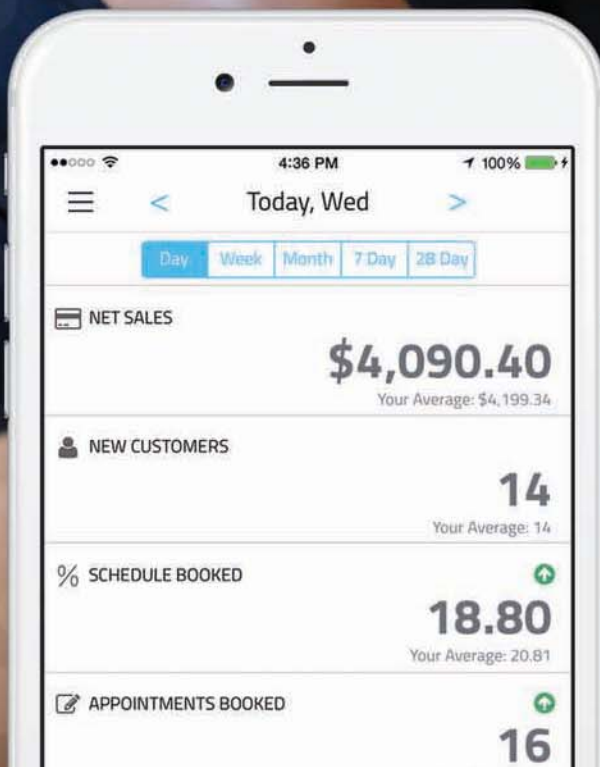 4:36 PM 100%
< Today, Wed >
Day Week Month 7 Day 28 Day
NET SALES
$4,090.40
Your Average: $4,199.34
NEW CUSTOMERS
14
Your Average: 14
% SCHEDULE BOOKED
18.80
Your Average: 20.81
APPOINTMENTS BOOKED
16